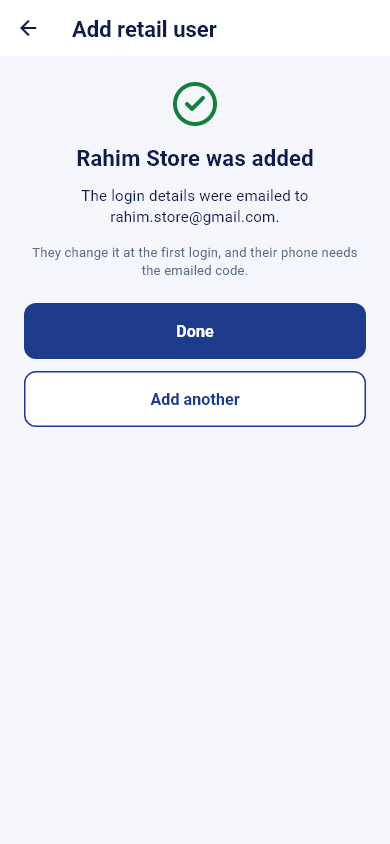 Add retail user
Rahim Store was added
The login details were emailed to
rahim.store@gmail.com.
They change it at the first login, and their phone needs
the emailed code.
Done
Add another